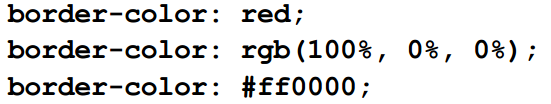 border-color: red;
border-color: rgb(100%, 0%, 0%);
border-color: #ff0000;